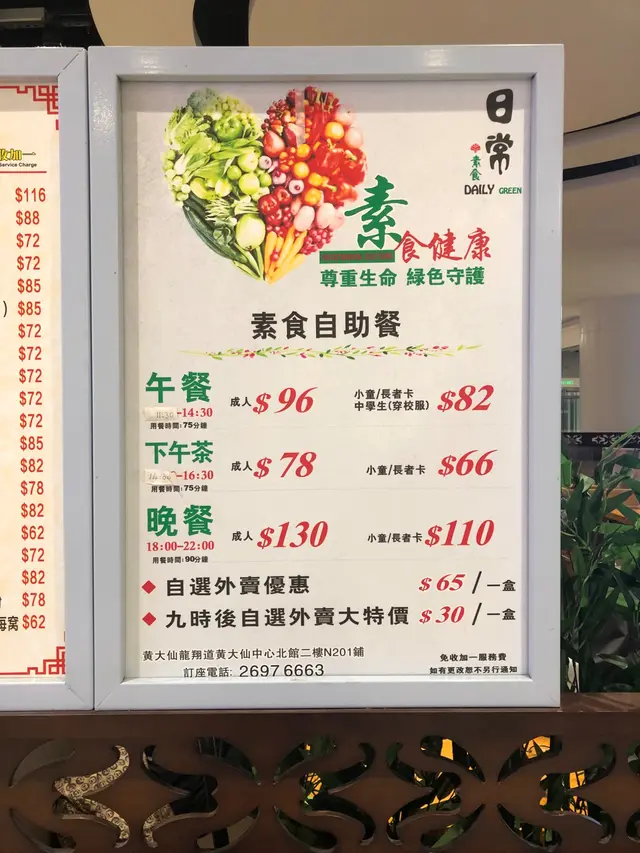 收加一
Service Charge
$116
$88
$72
$72
$85
) $85
$72
$72
$72
$72
$72
$85
$82
$78
$82
$62
$72
$82
$78
窩 $62
日常
素食
DAILY GREEN
素食健康
尊重生命 綠色守護
素食自助餐
午餐
11:30-14:30
用餐時間:75分鐘
成人 $96
小童/長者卡
中學生(穿校服) $82
下午茶
-16:30
用餐時間:75分鐘
成人 $78
小童/長者卡 $66
晚餐
18:00-22:00
用餐時間:90分鐘
成人 $130
小童/長者卡 $110
◆ 自選外賣優惠 $65/一盒
◆ 九時後自選外賣大特價 $30/一盒
黃大仙龍翔道黃大仙中心北館二樓N201鋪
訂座電話: 2697 6663
免收加一服務費
如有更改恕不另行通知